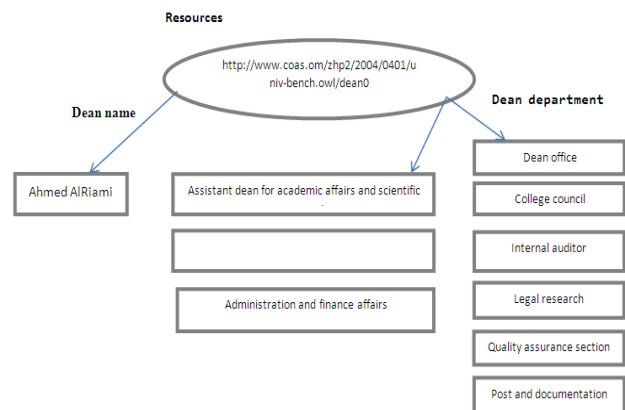 Resources
http://www.coas.om/zhp2/2004/0401/u
niv-bench.owl/dean0
Dean name
Dean department
Ahmed AlRiami
Assistant dean for academic affairs and scientific
Administration and finance affairs
Dean office
College council
Internal auditor
Legal research
Quality assurance section
Post and documentation